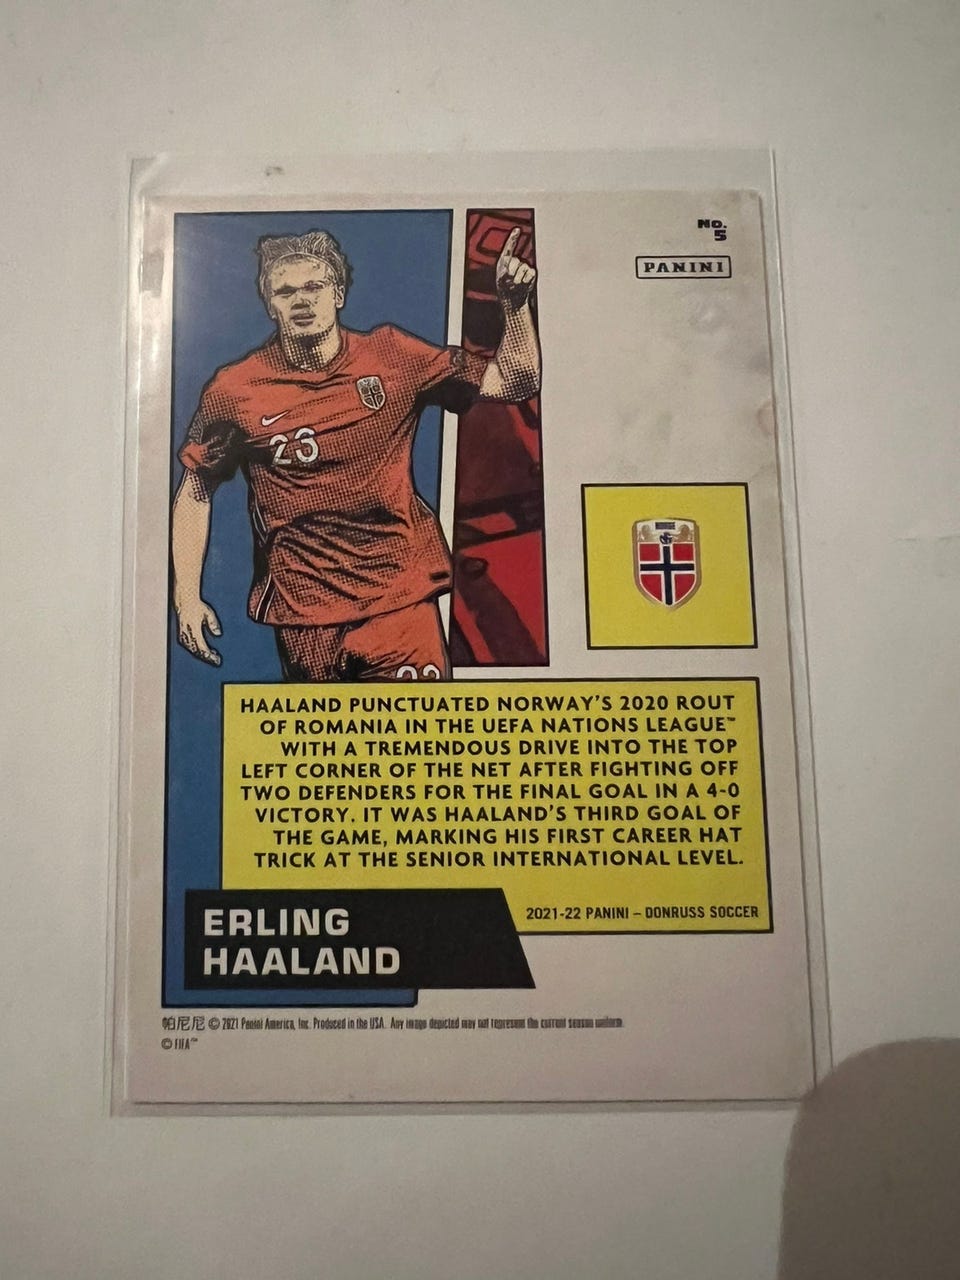 No.
5
PANINI
23
23
HAALAND PUNCTUATED NORWAY'S 2020 ROUT
OF ROMANIA IN THE UEFA NATIONS LEAGUE™
WITH A TREMENDOUS DRIVE INTO THE TOP
LEFT CORNER OF THE NET AFTER FIGHTING OFF
TWO DEFENDERS FOR THE FINAL GOAL IN A 4-0
VICTORY. IT WAS HAALAND'S THIRD GOAL OF
THE GAME, MARKING HIS FIRST CAREER HAT
TRICK AT THE SENIOR INTERNATIONAL LEVEL.
2021-22 PANINI – DONRUSS SOCCER
ERLING
HAALAND
帕尼尼 © 2021 Panini America, Inc. Produced in the USA. Any image depicted may not represent the current season uniform.
© FIFA™